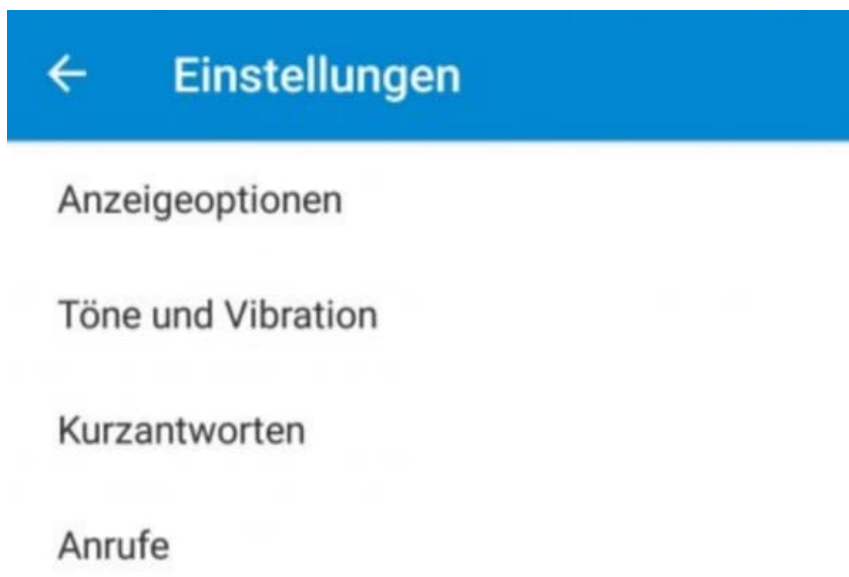 Einstellungen
Anzeigeoptionen
Töne und Vibration
Kurzantworten
Anrufe